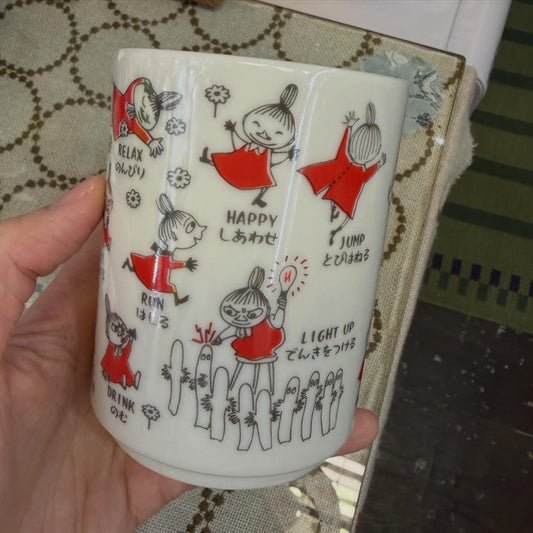 RELAX
のんびり
HAPPY
しあわせ
JUMP
とびはねる
RUN
はしる
LIGHT UP
でんきをつける
DRINK
のむ